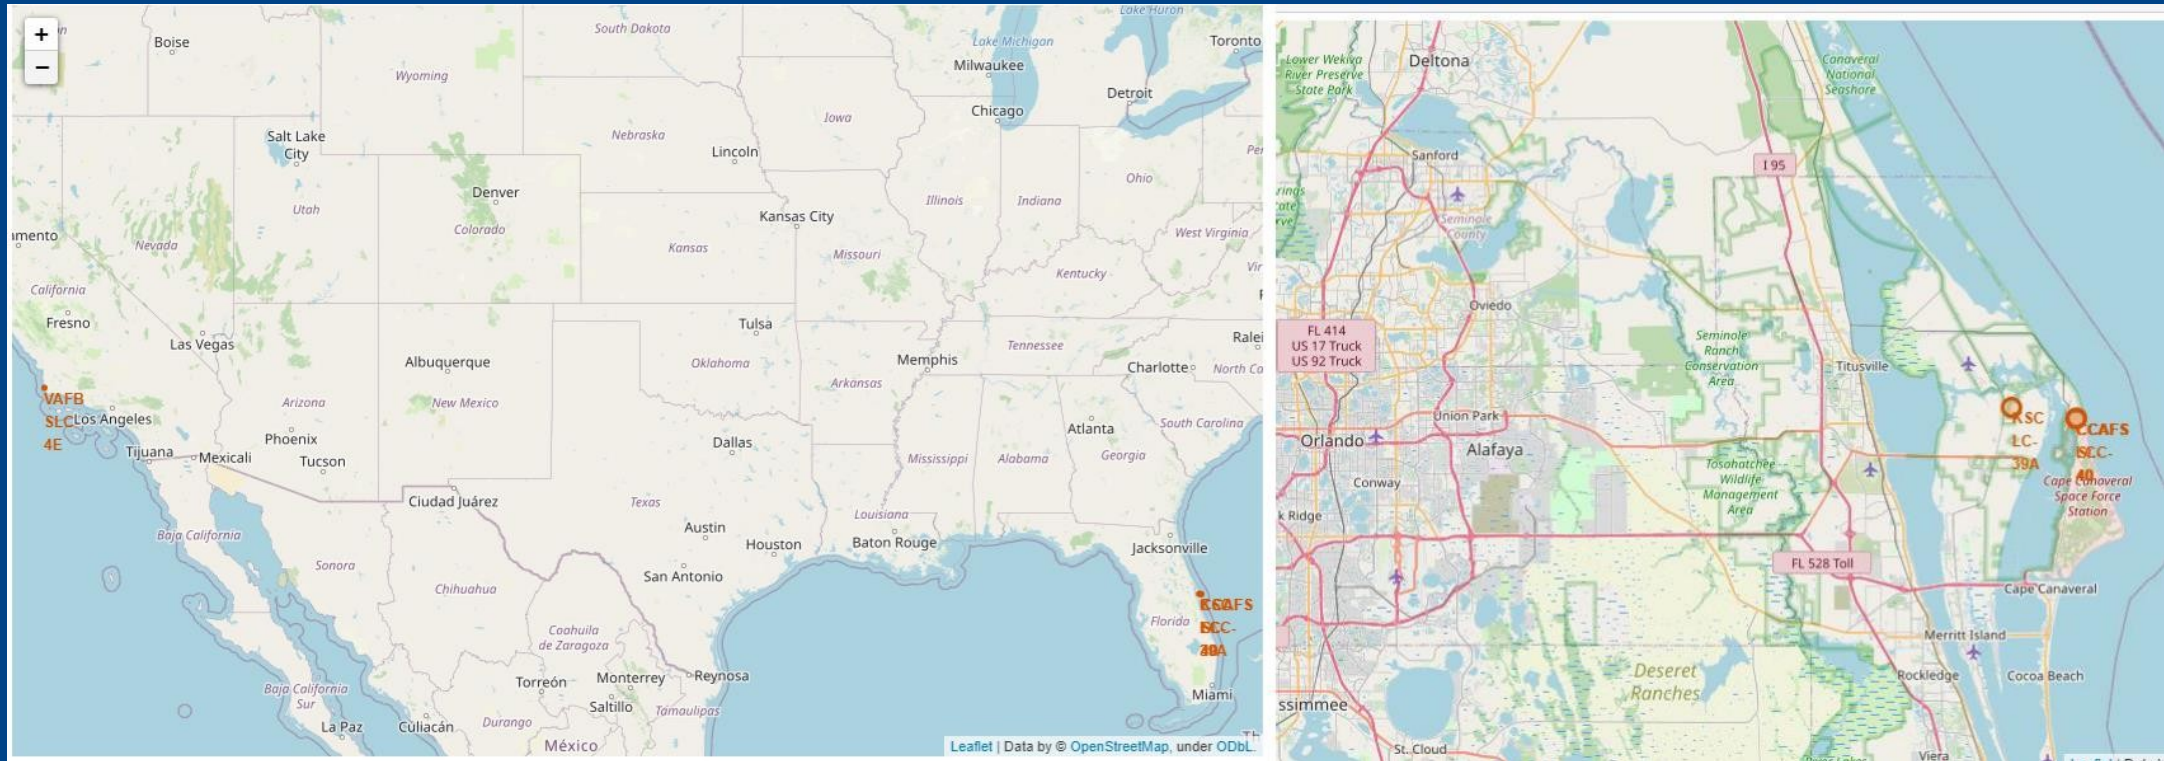 +
−
Boise
South Dakota
Lake Huron
Toronto
Lake Michigan
Milwaukee
Wyoming
Detroit
Chicago
Iowa
Salt Lake
City
Nebraska
Lincoln
Ohio
Denver
Utah
Illinois
Indiana
Kansas City
Colorado
Nevada
Kansas
Missouri
West Virginia
Kentucky
California
Fresno
Tulsa
Las Vegas
Tennessee
Albuquerque
Oklahoma
Memphis
Charlotte
Arkansas
VAFB
SLC-
4E
Los Angeles
Arizona
New Mexico
South Carolina
Atlanta
Phoenix
Dallas
Tijuana
Mexicali
Tucson
Mississippi
Alabama
Georgia
Ciudad Juárez
Texas
Louisiana
Austin
Baja California
Houston
Baton Rouge
Jacksonville
Sonora
San Antonio
Chihuahua
Florida
Coahuila
de Zaragoza
Torreón
Monterrey
Reynosa
Baja California
Sur
Saltillo
Tamaulipas
Miami
La Paz
Culiacán
Durango
México
Leaflet | Data by © OpenStreetMap, under ODbL.
Lower Wekiva
River Preserve
State Park
Deltona
Canaveral
National
Seashore
Sanford
I 95
Seminole
County
Oviedo
FL 414
US 17 Truck
US 92 Truck
Seminole
Ranch
Conservation
Area
Titusville
Union Park
KSC
LC-
39A
CCAFS
Orlando
Alafaya
Tosohatchee
Wildlife
Management
Area
Conway
Cape Canaveral
Space Force
Station
FL 528 Toll
Cape Canaveral
Merritt Island
Deseret
Ranches
Rockledge
Cocoa Beach
St. Cloud
Viera